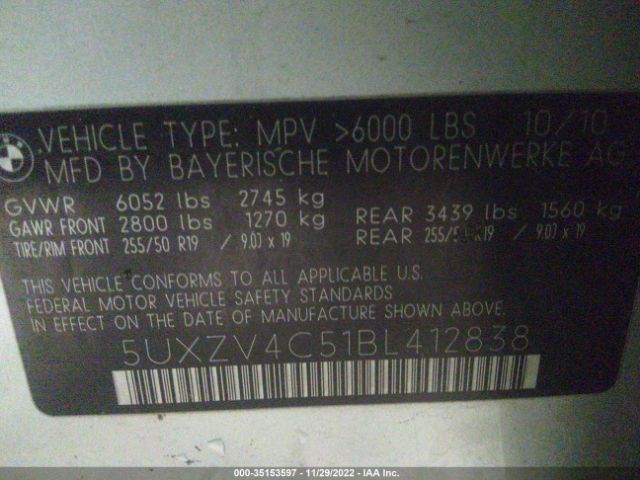 VEHICLE TYPE: MPV >6000 LBS 10/10
MFD BY BAYERISCHE MOTORENWERKE AG
GVWR 6052 lbs 2745 kg
GAWR FRONT 2800 lbs 1270 kg REAR 3439 lbs 1560 kg
TIRE/RIM FRONT 255/50 R19 / 9.0J x 19 REAR 255/50 R19 / 9.0J x 19
THIS VEHICLE CONFORMS TO ALL APPLICABLE U.S.
FEDERAL MOTOR VEHICLE SAFETY STANDARDS
IN EFFECT ON THE DATE OF MANUFACTURE SHOWN ABOVE.
5UXZV4C51BL412838
000-35153597 - 11/29/2022 - IAA Inc.